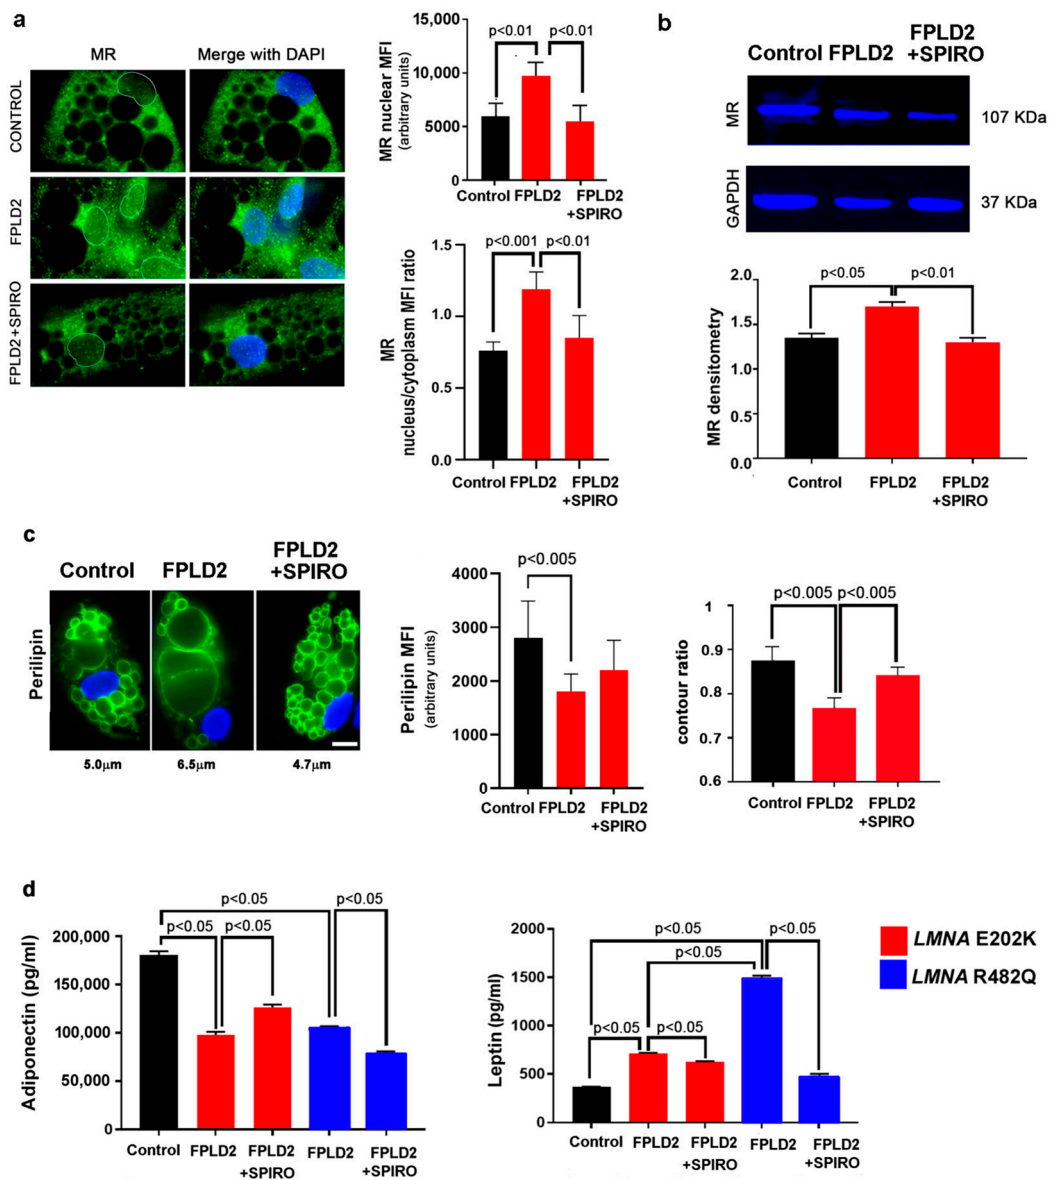 a
MR
Merge with DAPI
CONTROL
FPLD2
FPLD2+SPIRO
MR nuclear MFI
(arbitrary units)
15,000
10,000
5000
0
p<0.01
p<0.01
Control FPLD2 FPLD2
+SPIRO
MR
nucleus/cytoplasm MFI ratio
1.5
1.0
0.5
0.0
p<0.001
p<0.01
Control FPLD2 FPLD2
+SPIRO
b
Control FPLD2 FPLD2
+SPIRO
MR
107 KDa
GAPDH
37 KDa
MR densitometry
2.0
1.5
1.0
0.5
0.0
p<0.05
p<0.01
Control FPLD2 FPLD2
+SPIRO
c
Control FPLD2 FPLD2
+SPIRO
Perilipin
5.0µm 6.5µm 4.7µm
Perilipin MFI
(arbitrary units)
4000
3000
2000
1000
0
p<0.005
Control FPLD2 FPLD2
+SPIRO
contour ratio
1
0.9
0.8
0.7
0.6
p<0.005
p<0.005
Control FPLD2 FPLD2
+SPIRO
d
Adiponectin (pg/ml)
200,000
150,000
100,000
50,000
0
p<0.05
p<0.05
p<0.05
p<0.05
Control FPLD2 FPLD2 FPLD2 FPLD2
+SPIRO +SPIRO
Leptin (pg/ml)
2000
1500
1000
500
0
p<0.05
p<0.05
p<0.05
p<0.05
p<0.05
Control FPLD2 FPLD2 FPLD2 FPLD2
+SPIRO +SPIRO
LMNA E202K
LMNA R482Q